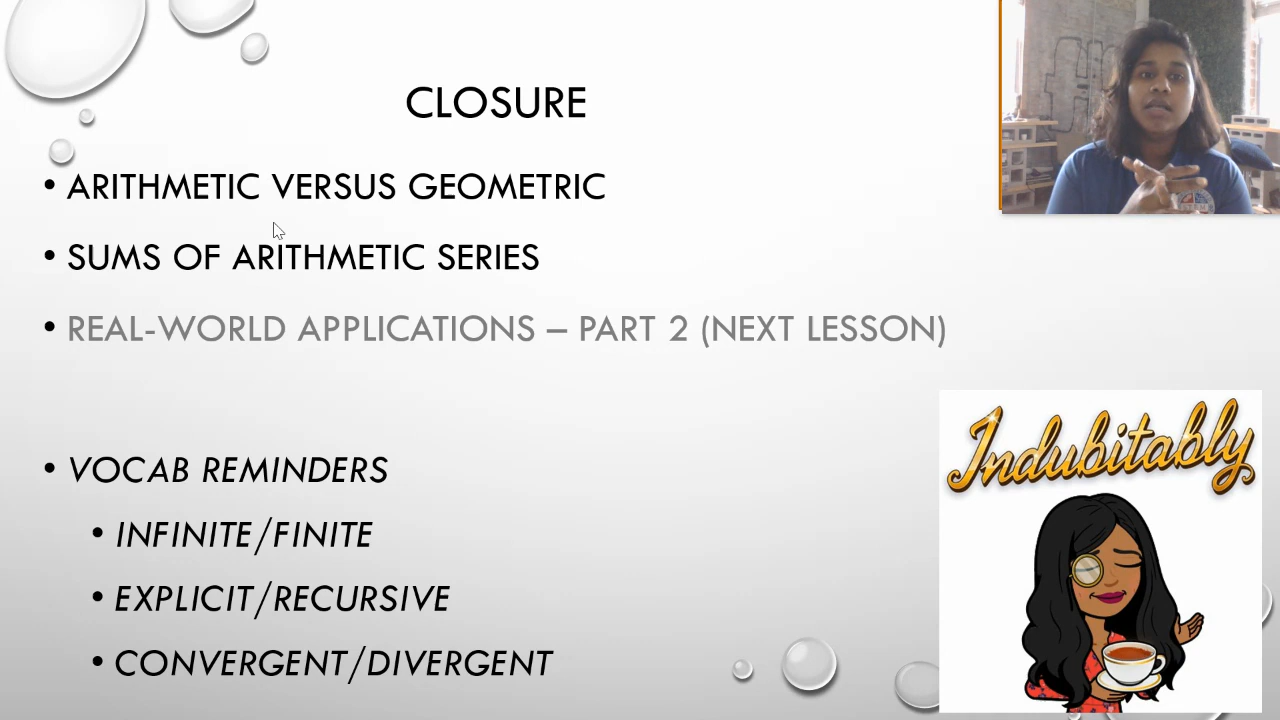 CLOSURE
ARITHMETIC VERSUS GEOMETRIC
SUMS OF ARITHMETIC SERIES
REAL-WORLD APPLICATIONS – PART 2 (NEXT LESSON)
VOCAB REMINDERS
INFINITE/FINITE
EXPLICIT/RECURSIVE
CONVERGENT/DIVERGENT
Indubitably